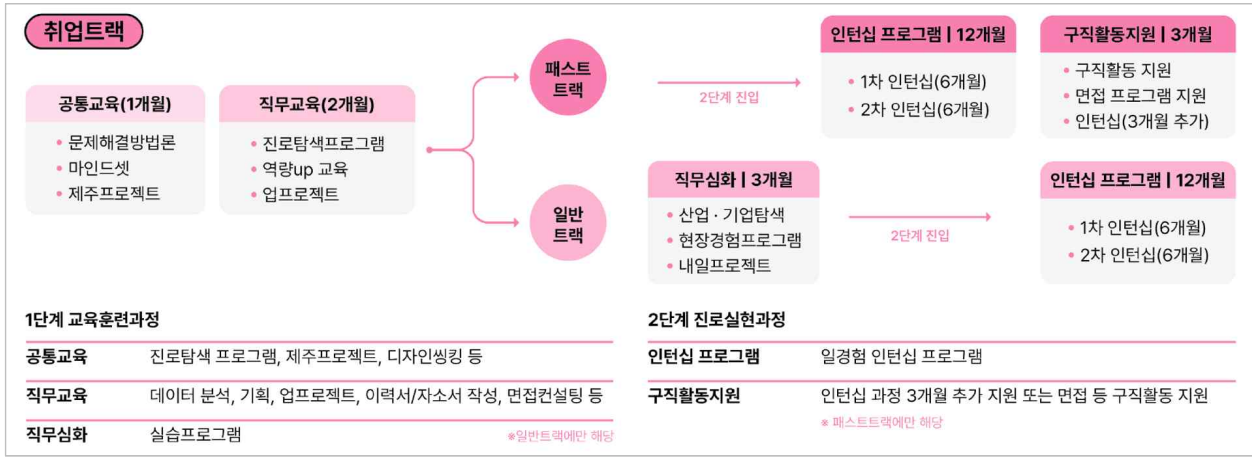 취업트랙
공통교육(1개월)
• 문제해결방법론
• 마인드셋
• 제주프로젝트
직무교육(2개월)
• 진로탐색프로그램
• 역량up 교육
• 업프로젝트
패스트
트랙
2단계 진입
인턴십 프로그램 | 12개월
• 1차 인턴십(6개월)
• 2차 인턴십(6개월)
구직활동지원 | 3개월
• 구직활동 지원
• 면접 프로그램 지원
• 인턴십(3개월 추가)
일반
트랙
직무심화 | 3개월
• 산업 · 기업탐색
• 현장경험프로그램
• 내일프로젝트
2단계 진입
인턴십 프로그램 | 12개월
• 1차 인턴십(6개월)
• 2차 인턴십(6개월)
1단계 교육훈련과정
공통교육 진로탐색 프로그램, 제주프로젝트, 디자인씽킹 등
직무교육 데이터 분석, 기획, 업프로젝트, 이력서/자소서 작성, 면접컨설팅 등
직무심화 실습프로그램 ※일반트랙에만 해당
2단계 진로실현과정
인턴십 프로그램 일경험 인턴십 프로그램
구직활동지원 인턴십 과정 3개월 추가 지원 또는 면접 등 구직활동 지원
※ 패스트트랙에만 해당